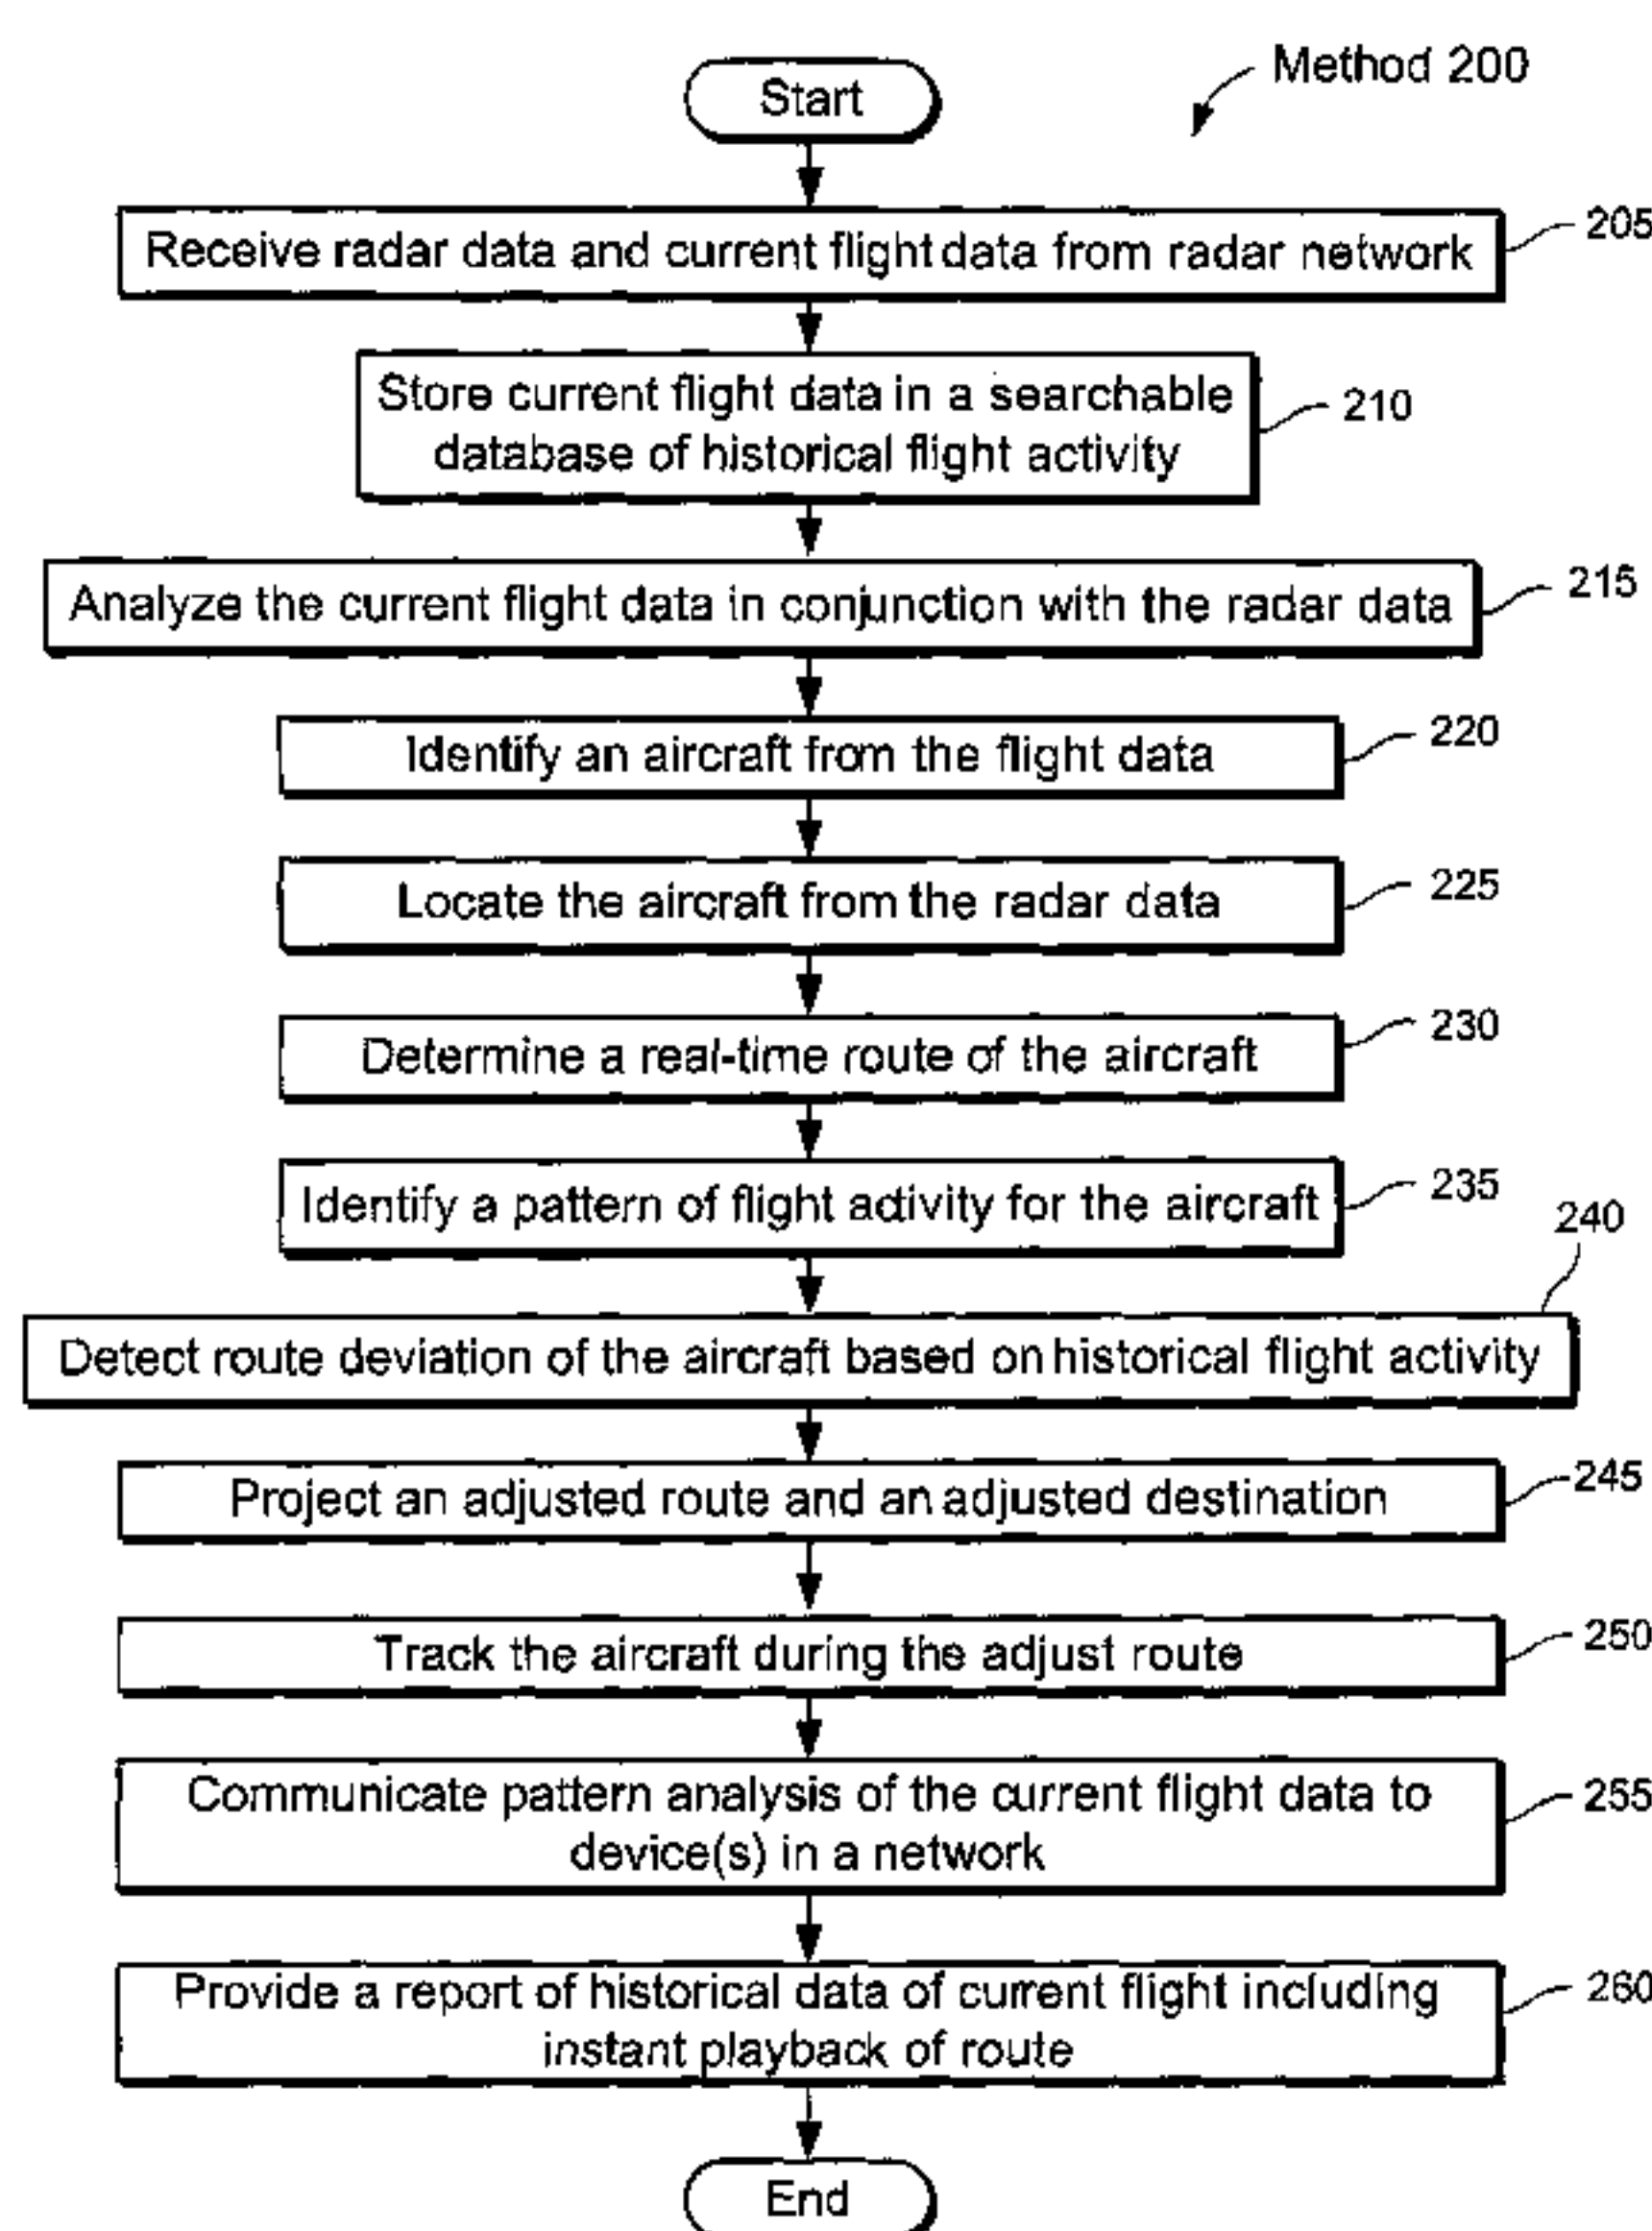 Method 200
Start
Receive radar data and current flight data from radar network
205
Store current flight data in a searchable
database of historical flight activity
210
Analyze the current flight data in conjunction with the radar data
215
Identify an aircraft from the flight data
220
Locate the aircraft from the radar data
225
Determine a real-time route of the aircraft
230
Identify a pattern of flight activity for the aircraft
235
240
Detect route deviation of the aircraft based on historical flight activity
Project an adjusted route and an adjusted destination
245
Track the aircraft during the adjust route
250
Communicate pattern analysis of the current flight data to
device(s) in a network
255
Provide a report of historical data of current flight including
instant playback of route
260
End